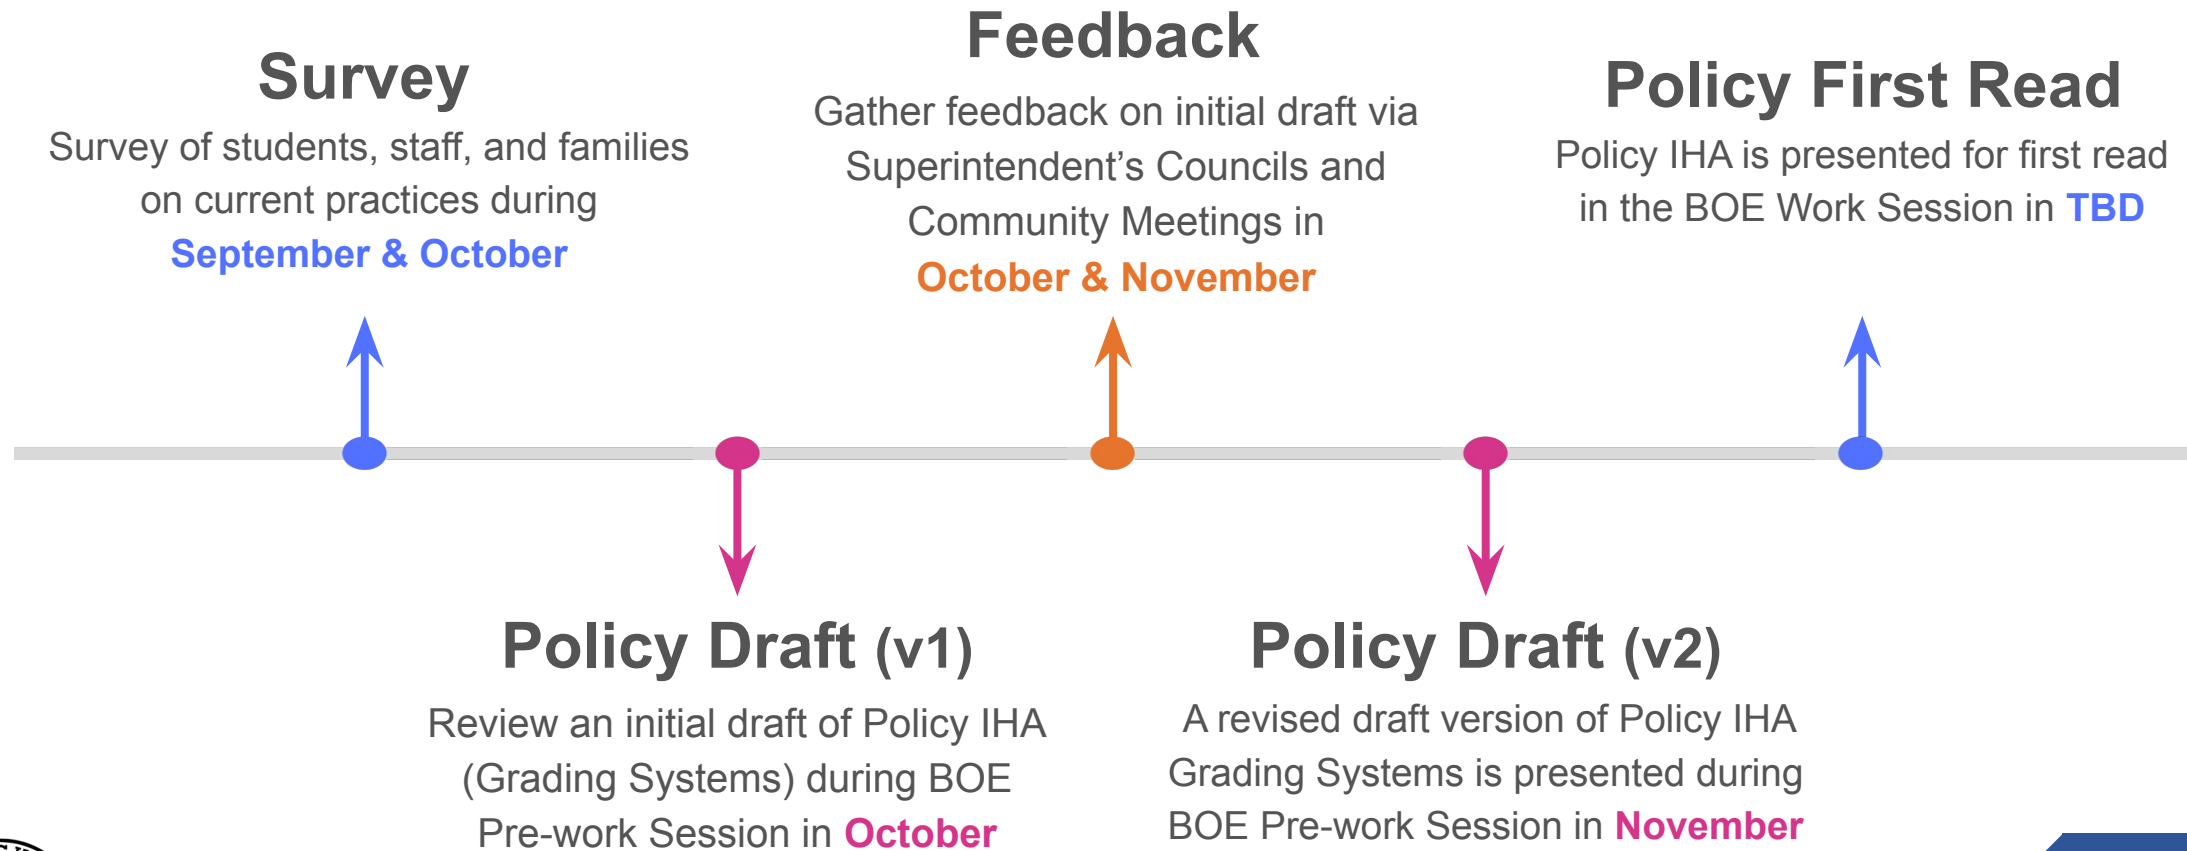 Survey
Survey of students, staff, and families
on current practices during
September & October
Policy Draft (v1)
Review an initial draft of Policy IHA
(Grading Systems) during BOE
Pre-work Session in October
Feedback
Gather feedback on initial draft via
Superintendent’s Councils and
Community Meetings in
October & November
Policy Draft (v2)
A revised draft version of Policy IHA
Grading Systems is presented during
BOE Pre-work Session in November
Policy First Read
Policy IHA is presented for first read
in the BOE Work Session in TBD